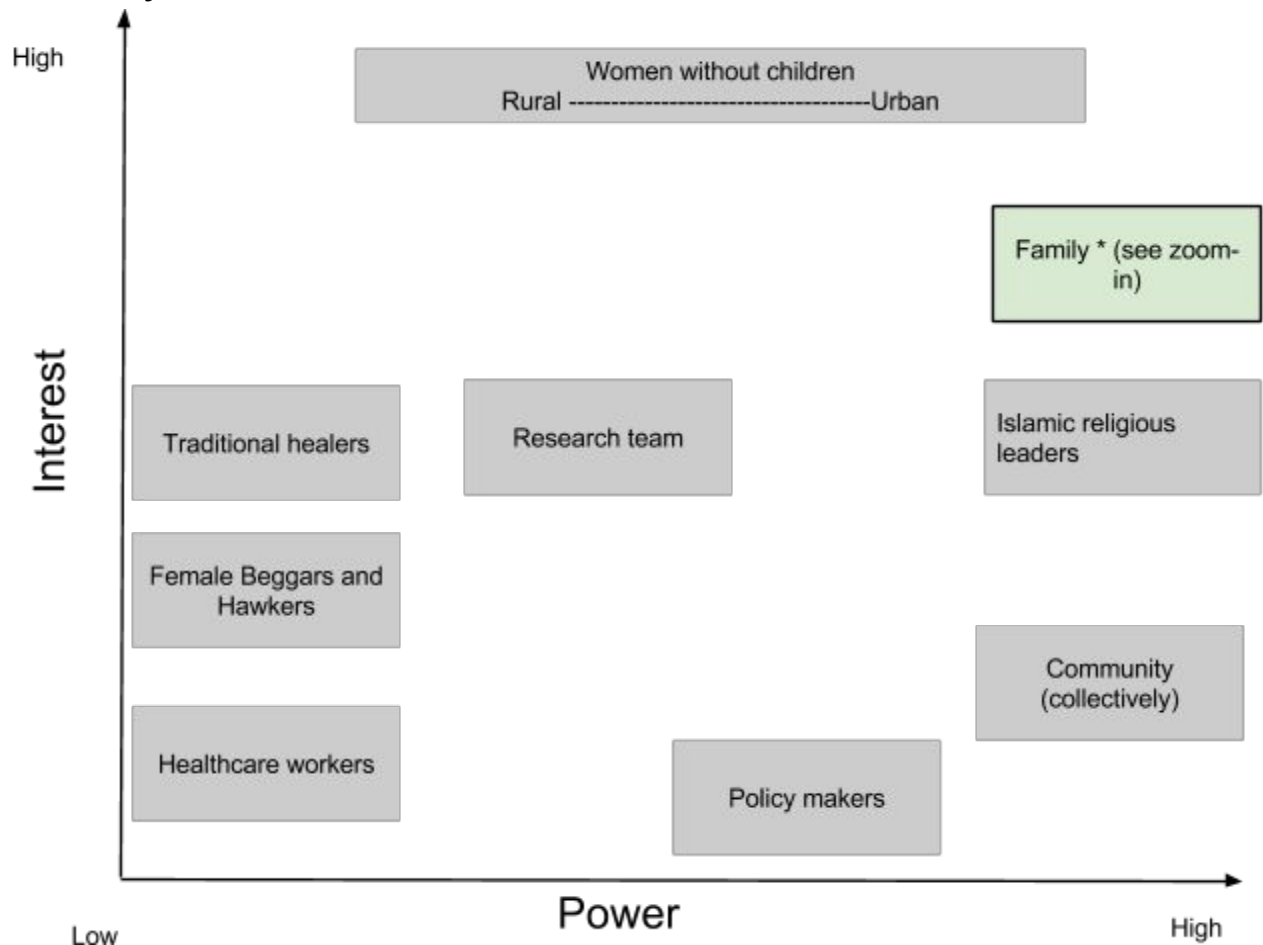 High
Women without children
Rural ------------------------------------Urban
Family * (see zoom-
in)
Interest
Traditional healers
Research team
Islamic religious
leaders
Female Beggars and
Hawkers
Community
(collectively)
Healthcare workers
Policy makers
Power
Low
High